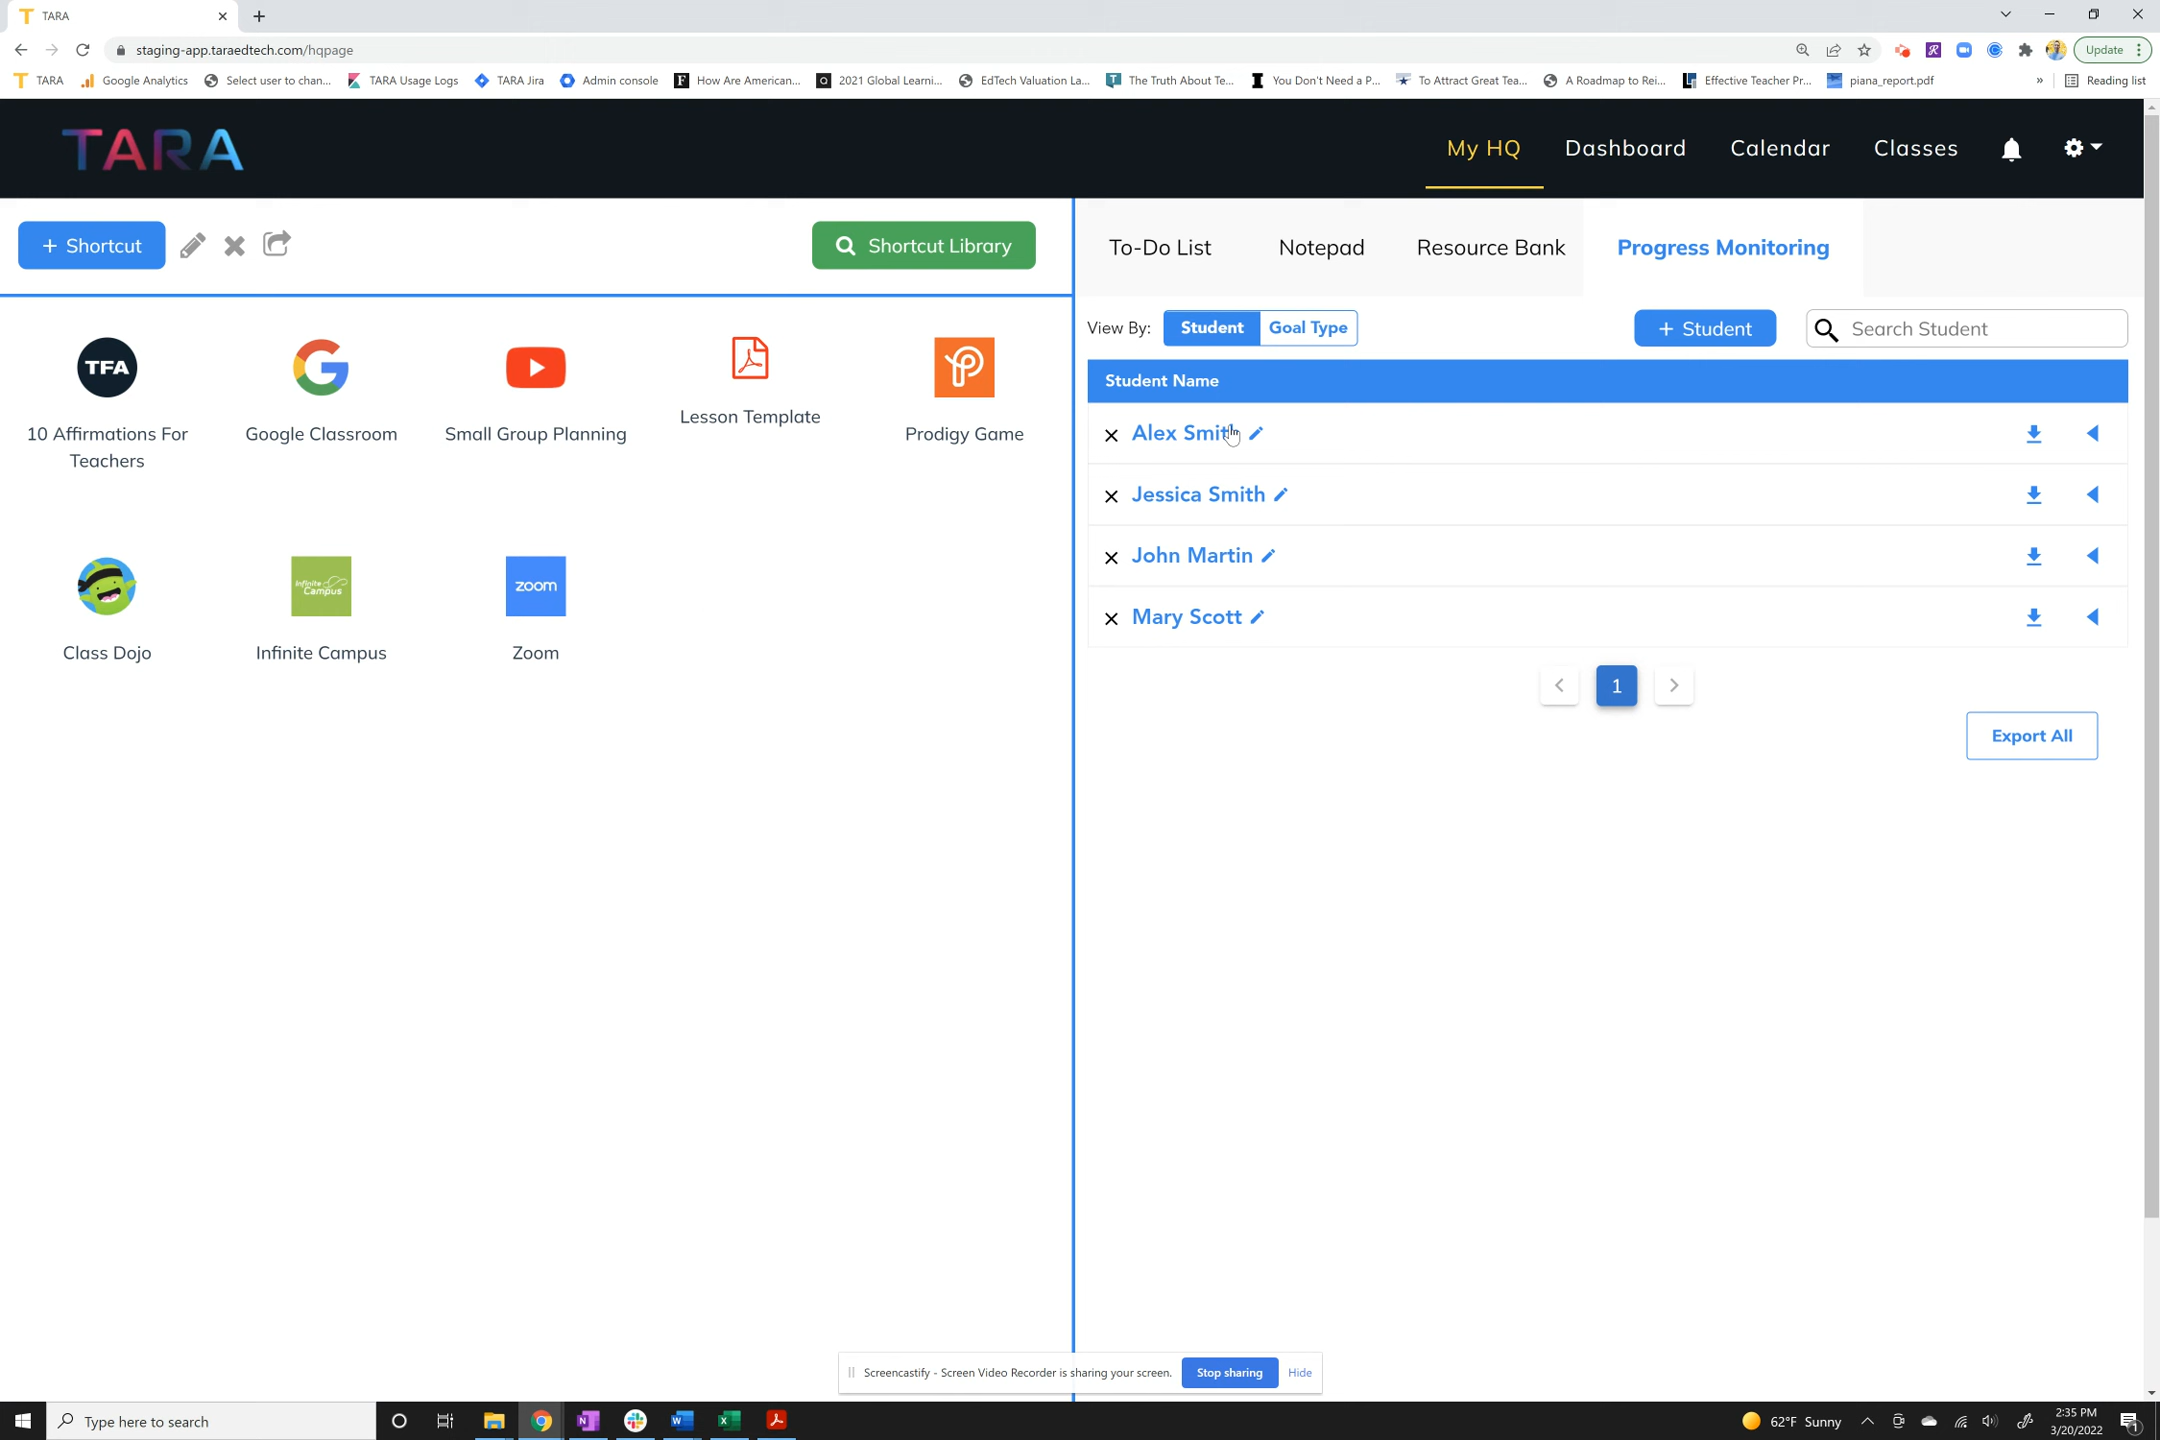 TARA
staging-app.taraedtech.com/hqpage
Update
TARA
Google Analytics
Select user to chan...
TARA Usage Logs
TARA Jira
Admin console
How Are American...
2021 Global Learni...
EdTech Valuation La...
The Truth About Te...
You Don't Need a P...
To Attract Great Tea...
A Roadmap to Rei...
Effective Teacher Pr...
piana_report.pdf
»
Reading list
TARA
My HQ
Dashboard
Calendar
Classes
+ Shortcut
Shortcut Library
To-Do List
Notepad
Resource Bank
Progress Monitoring
View By:
Student
Goal Type
+ Student
Search Student
Student Name
TFA
10 Affirmations For
Teachers
Google Classroom
Small Group Planning
Lesson Template
Prodigy Game
Alex Smith
Jessica Smith
John Martin
Mary Scott
Infinite
Campus
zoom
Class Dojo
Infinite Campus
Zoom
1
Export All
Screencastify - Screen Video Recorder is sharing your screen.
Stop sharing
Hide
Type here to search
62°F Sunny
2:35 PM
3/20/2022
1